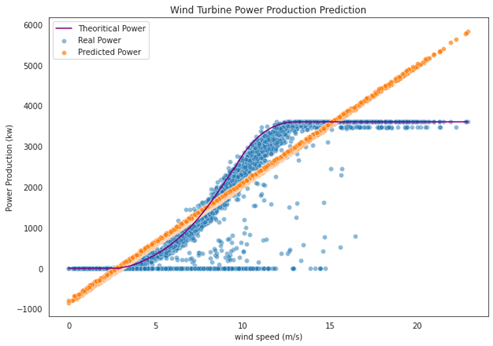 Wind Turbine Power Production Prediction
Theoritical Power
Real Power
Predicted Power
Power Production (kw)
6000
5000
4000
3000
2000
1000
0
−1000
0 5 10 15 20
wind speed (m/s)